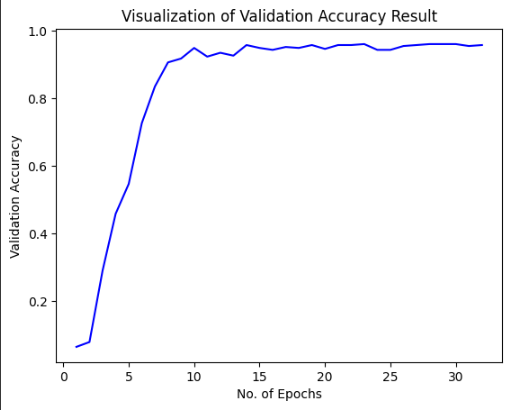 Visualization of Validation Accuracy Result
1.0
0.8
0.6
0.4
0.2
Validation Accuracy
0 5 10 15 20 25 30
No. of Epochs